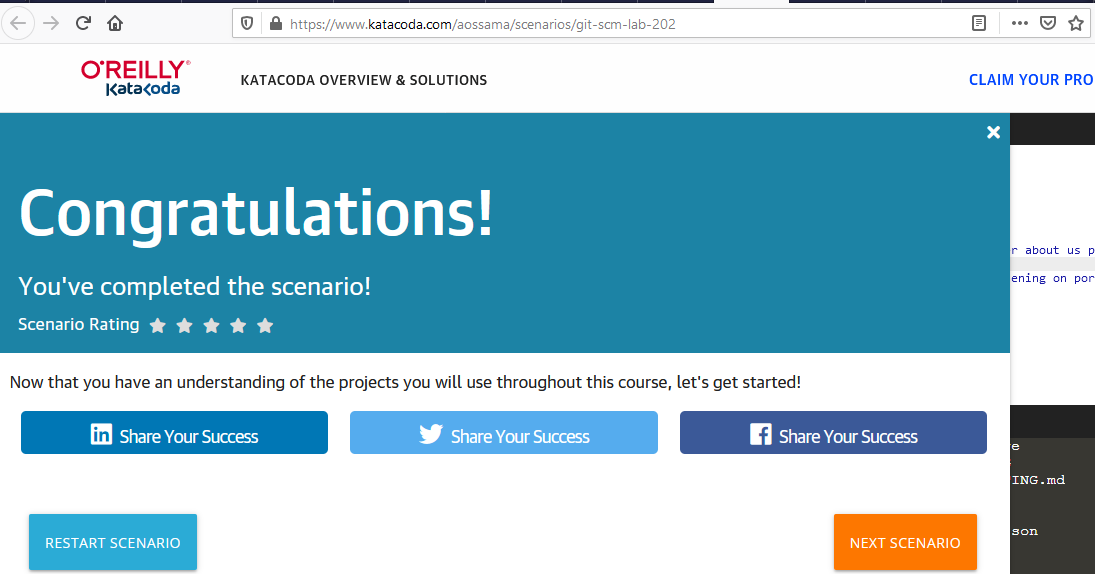 https://www.katacoda.com/aossama/scenarios/git-scm-lab-202
O'REILLY®
Katacoda
KATACODA OVERVIEW & SOLUTIONS
CLAIM YOUR PRO
Congratulations!
You've completed the scenario!
Scenario Rating
about us p
ening on por
Now that you have an understanding of the projects you will use throughout this course, let's get started!
Share Your Success
Share Your Success
Share Your Success
ING.md
son
RESTART SCENARIO
NEXT SCENARIO